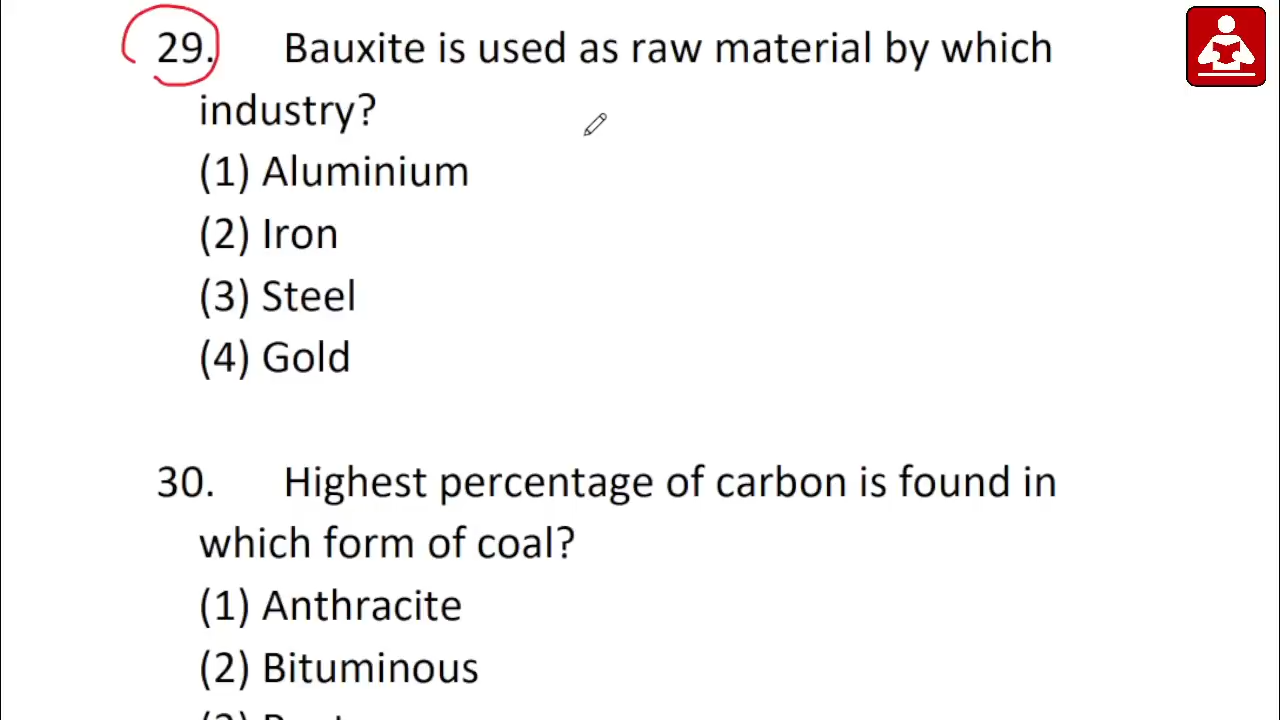 29. Bauxite is used as raw material by which
industry?
(1) Aluminium
(2) Iron
(3) Steel
(4) Gold
30. Highest percentage of carbon is found in
which form of coal?
(1) Anthracite
(2) Bituminous